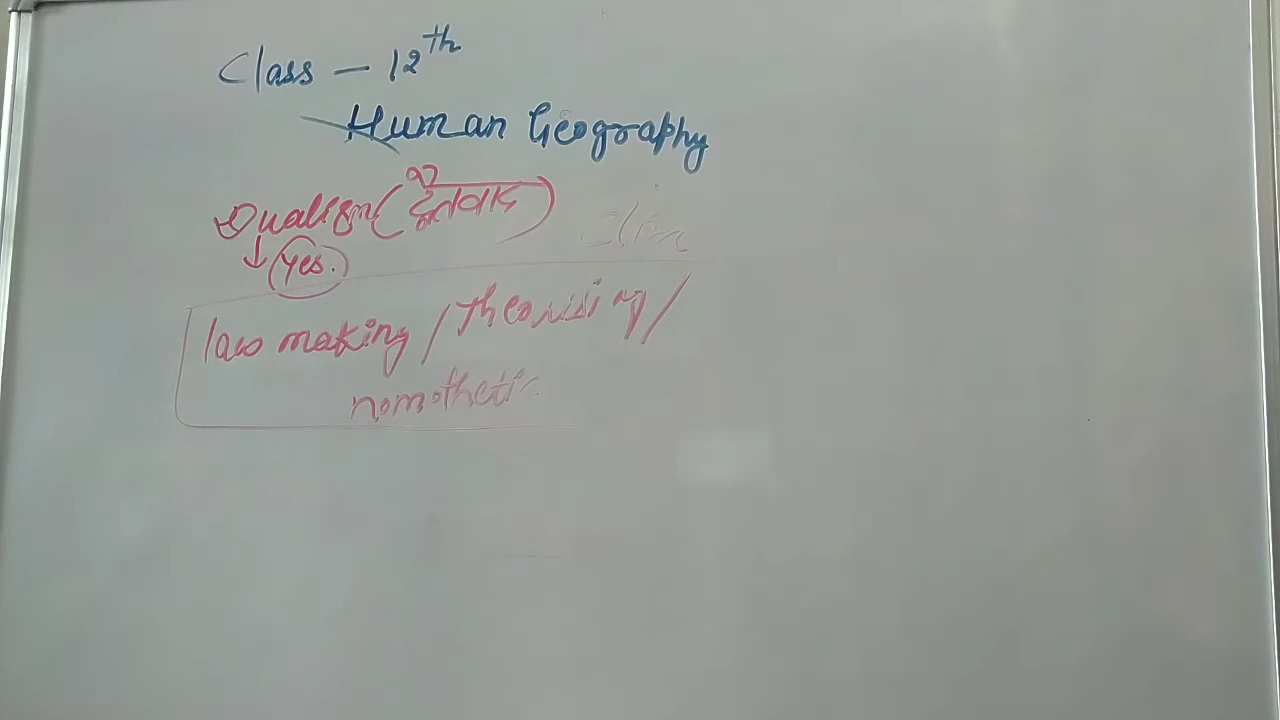 Class - 12th
Human Geography
Dualism (द्वैतवाद)
↓ Yes.
law making / theorising /
nomothetic